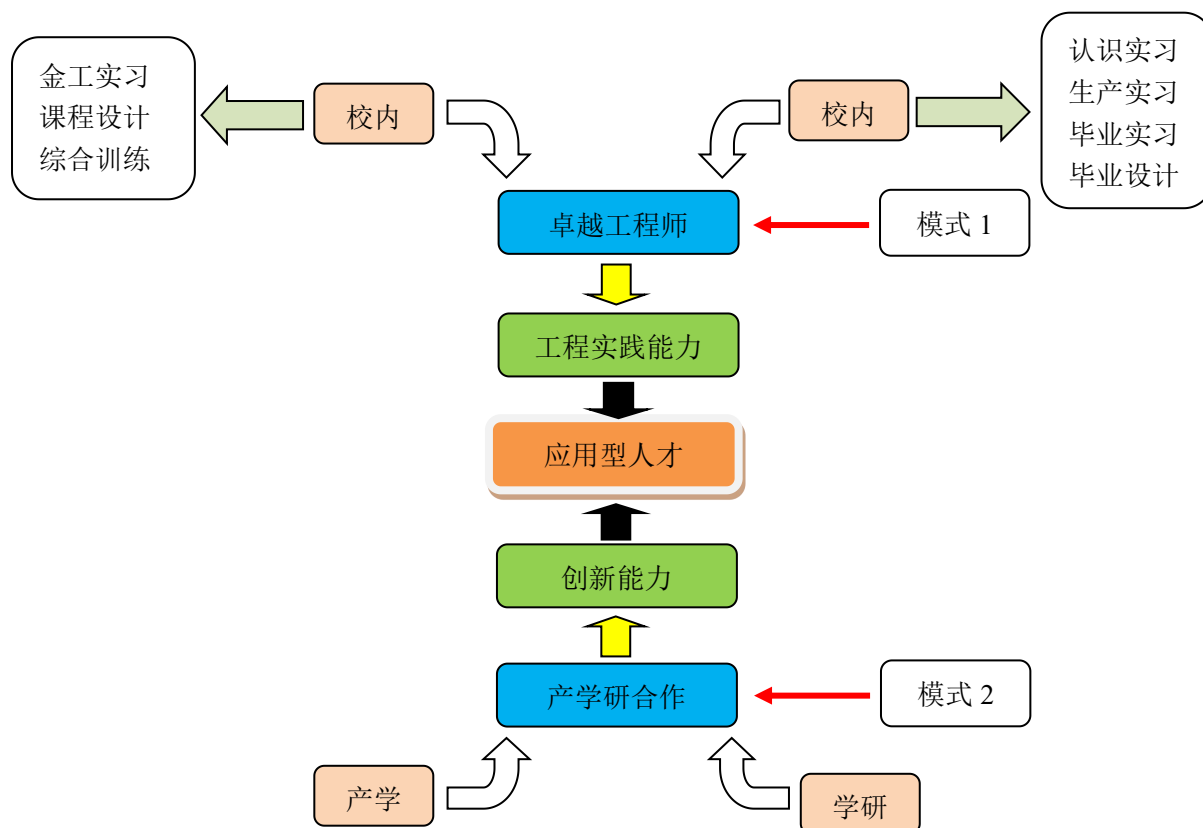 金工实习
课程设计
综合训练
校内
校内
认识实习
生产实习
毕业实习
毕业设计
卓越工程师
模式 1
工程实践能力
应用型人才
创新能力
产学研合作
模式 2
产学
学研